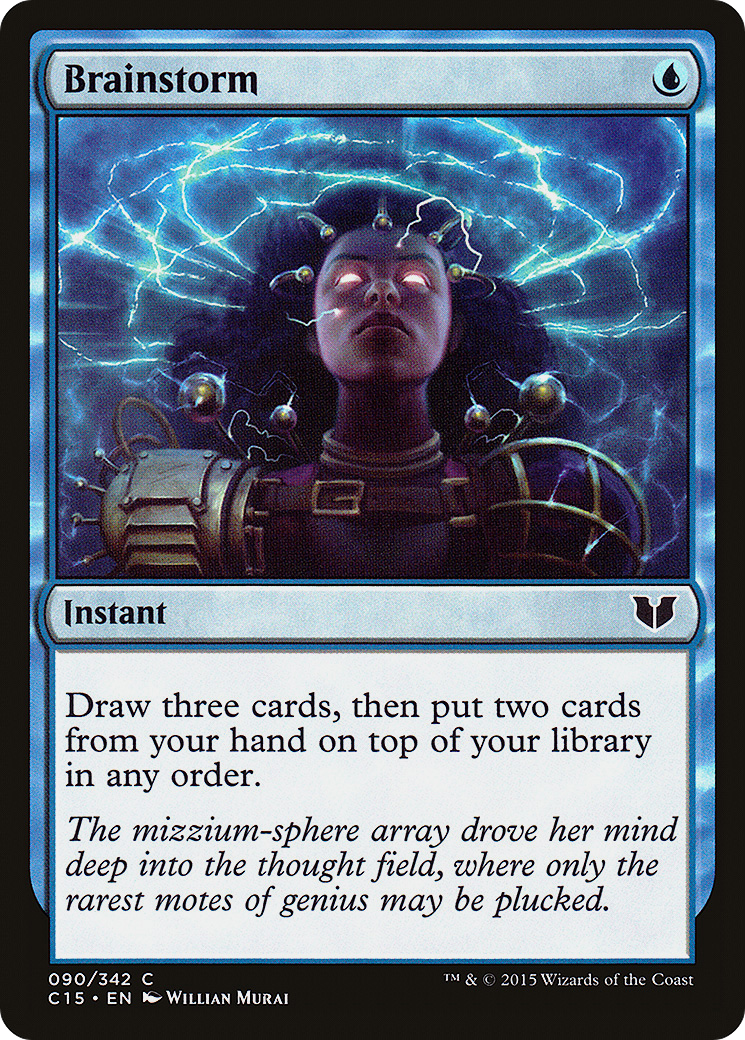 Brainstorm
Instant
Draw three cards, then put two cards
from your hand on top of your library
in any order.
The mizzium-sphere array drove her mind
deep into the thought field, where only the
rarest motes of genius may be plucked.
090/342 C
™ & © 2015 Wizards of the Coast
C15 • EN Willian Murai